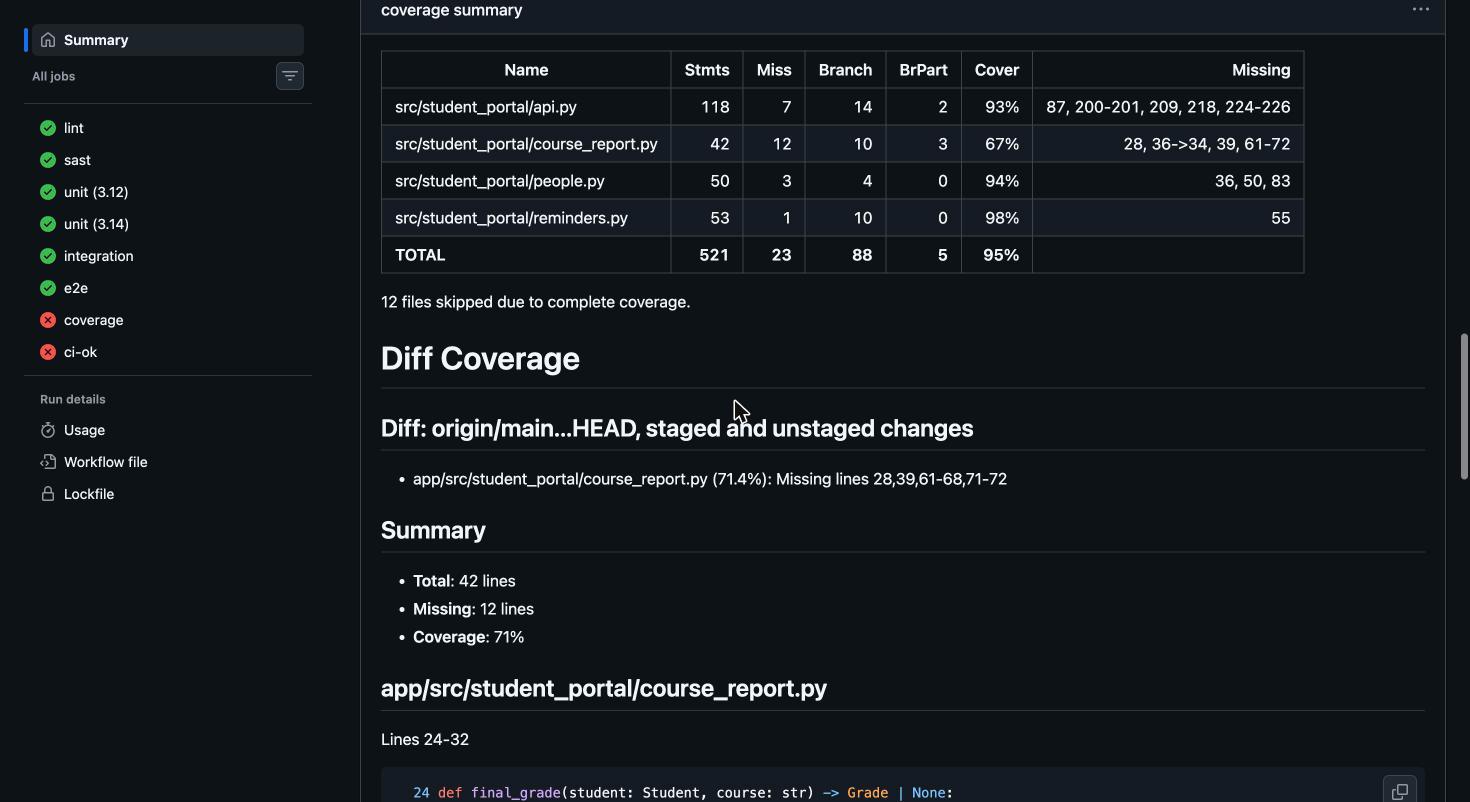 Summary
All jobs
lint
sast
unit (3.12)
unit (3.14)
integration
e2e
coverage
ci-ok
Run details
Usage
Workflow file
Lockfile
coverage summary
Name Stmts Miss Branch BrPart Cover Missing
src/student_portal/api.py 118 7 14 2 93% 87, 200-201, 209, 218, 224-226
src/student_portal/course_report.py 42 12 10 3 67% 28, 36->34, 39, 61-72
src/student_portal/people.py 50 3 4 0 94% 36, 50, 83
src/student_portal/reminders.py 53 1 10 0 98% 55
TOTAL 521 23 88 5 95%
12 files skipped due to complete coverage.
Diff Coverage
Diff: origin/main...HEAD, staged and unstaged changes
• app/src/student_portal/course_report.py (71.4%): Missing lines 28,39,61-68,71-72
Summary
• Total: 42 lines
• Missing: 12 lines
• Coverage: 71%
app/src/student_portal/course_report.py
Lines 24-32
24 def final_grade(student: Student, course: str) -> Grade | None: